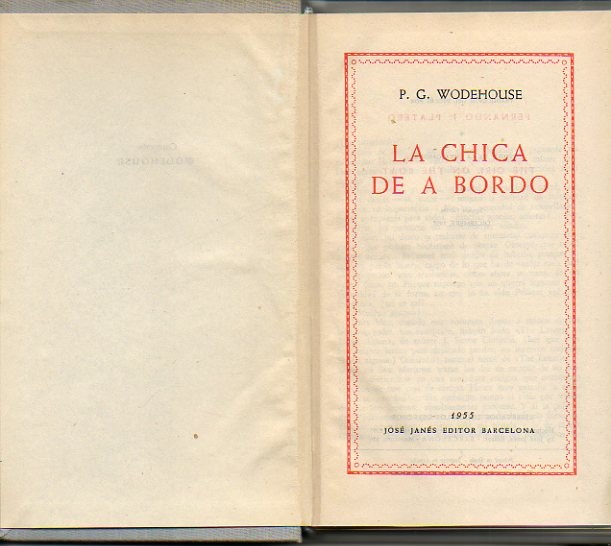 P. G. WODEHOUSE
LA CHICA
DE A BORDO
1955
JOSÉ JANÉS EDITOR BARCELONA